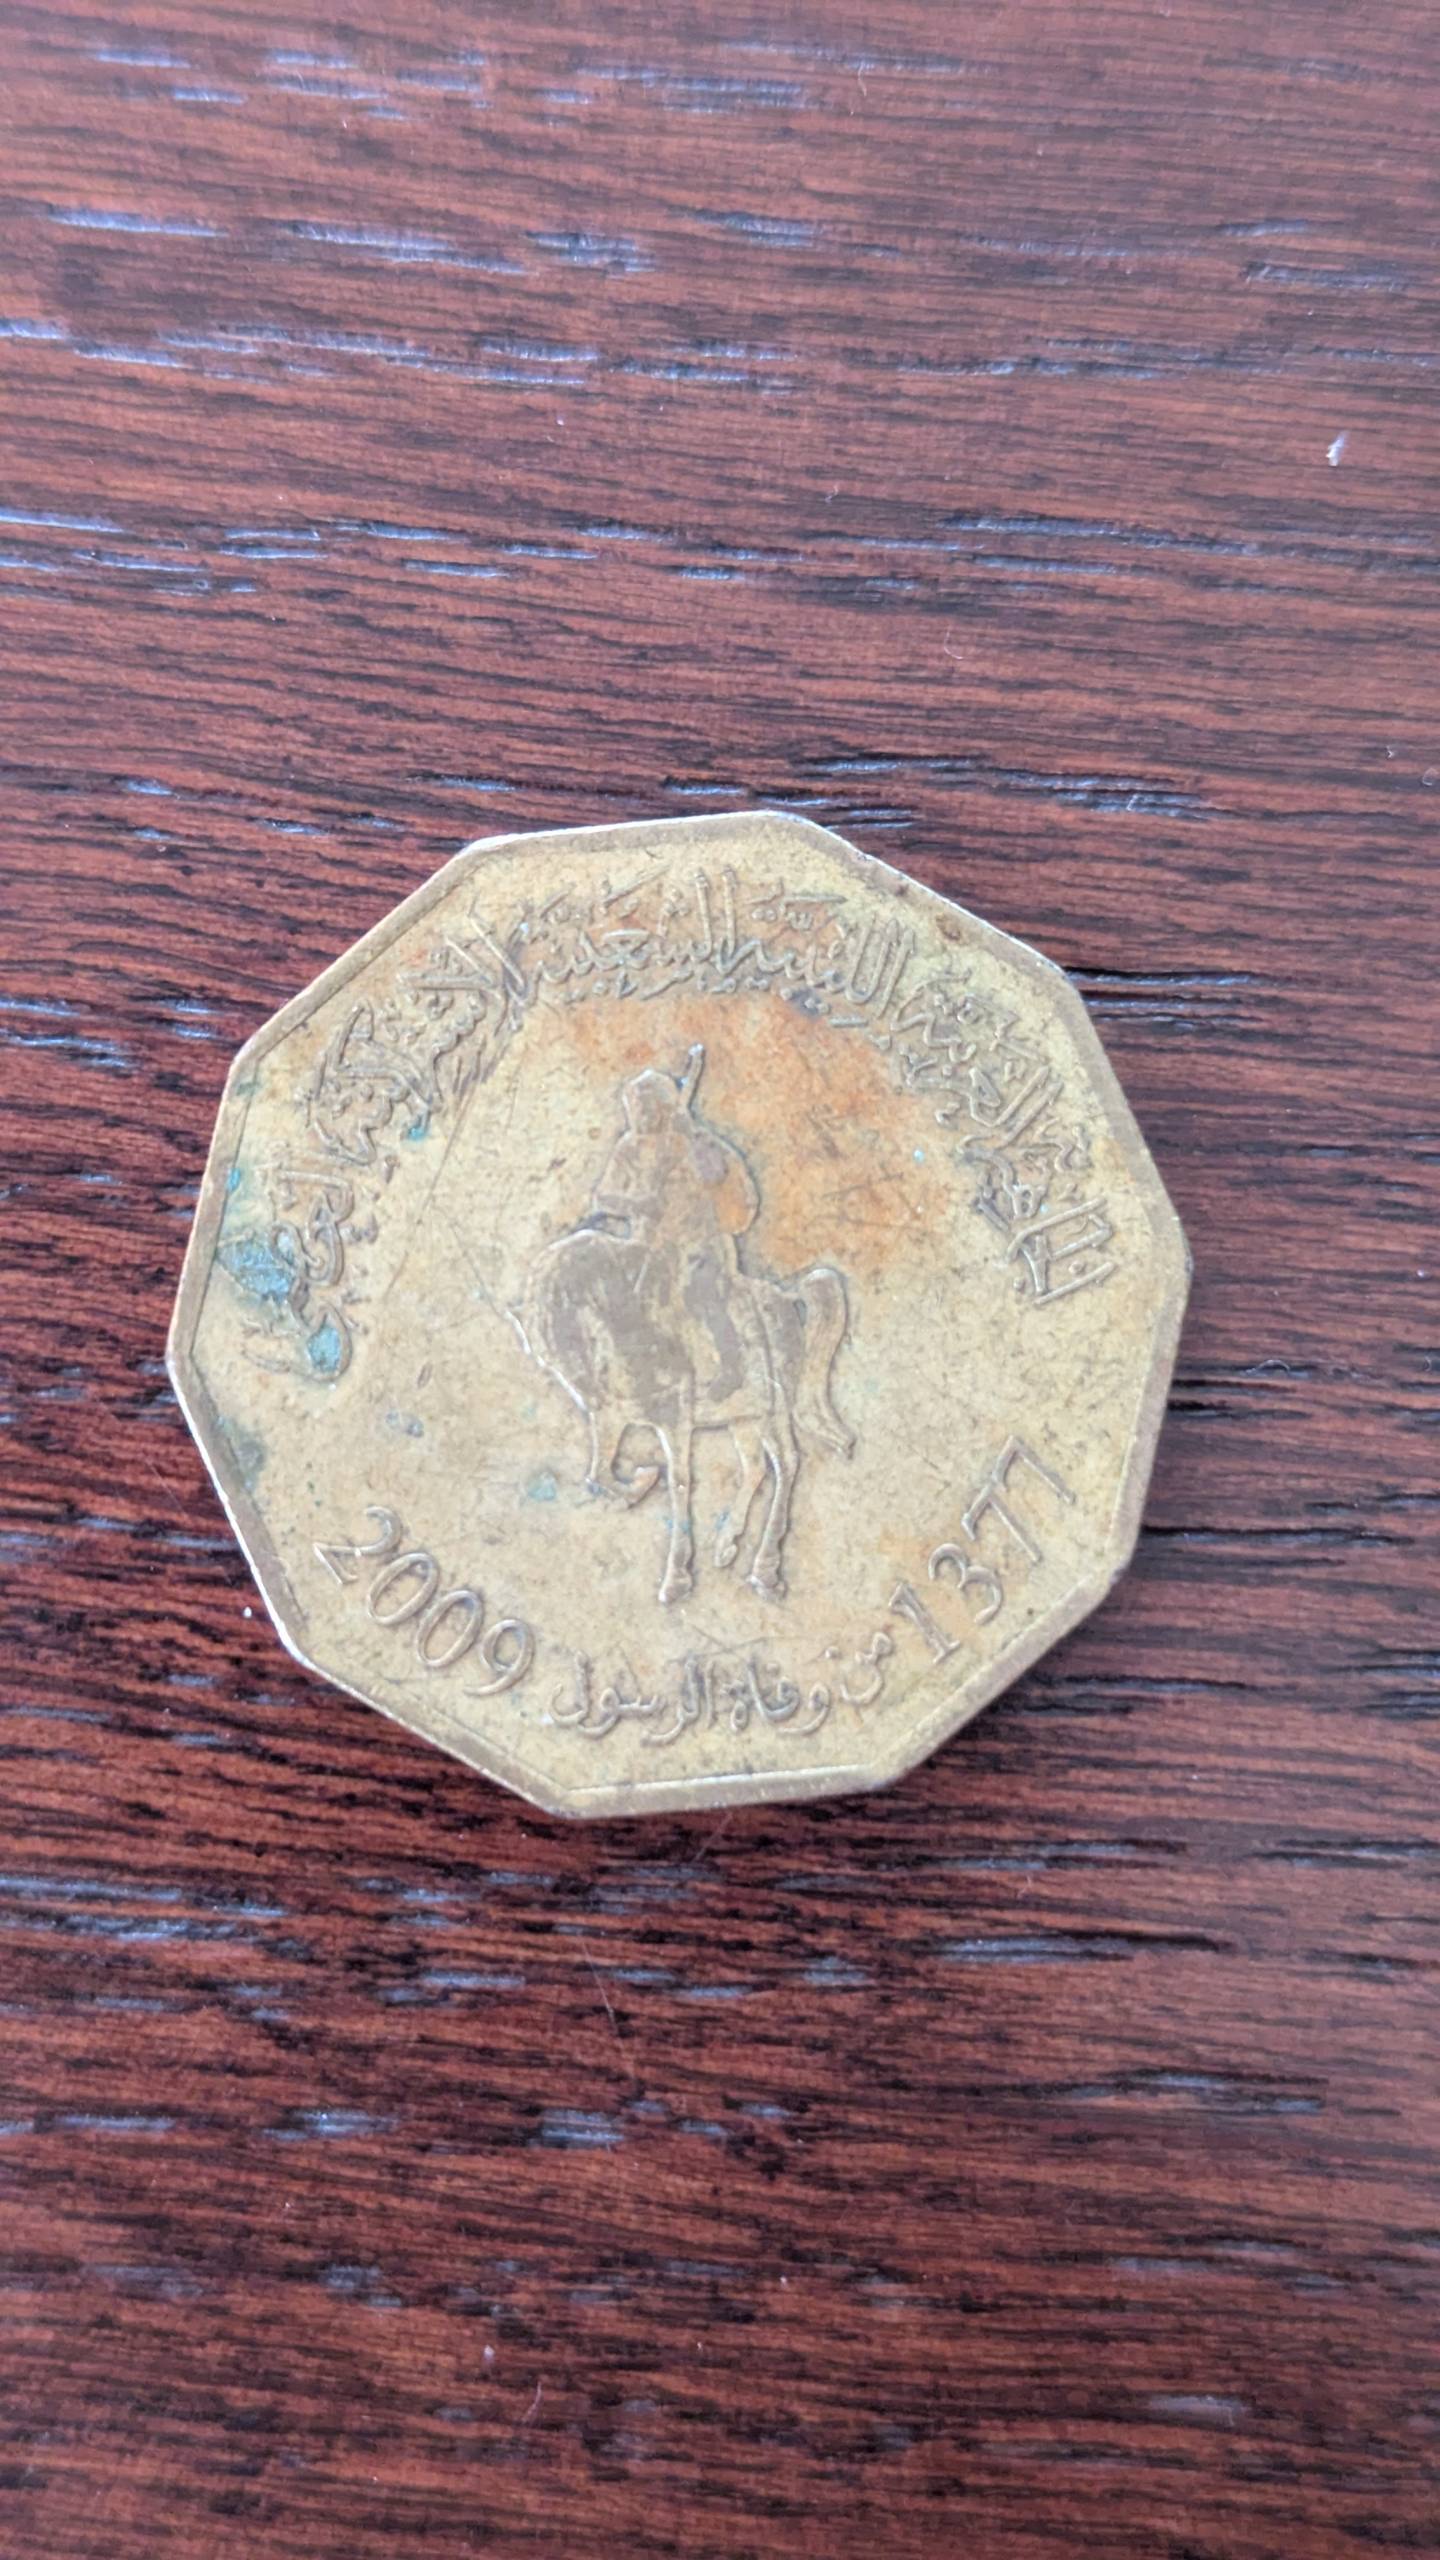 الجماهيرية العربية الليبية الشعبية الاشتراكية العظمى
1377 من وفاة الرسول 2009